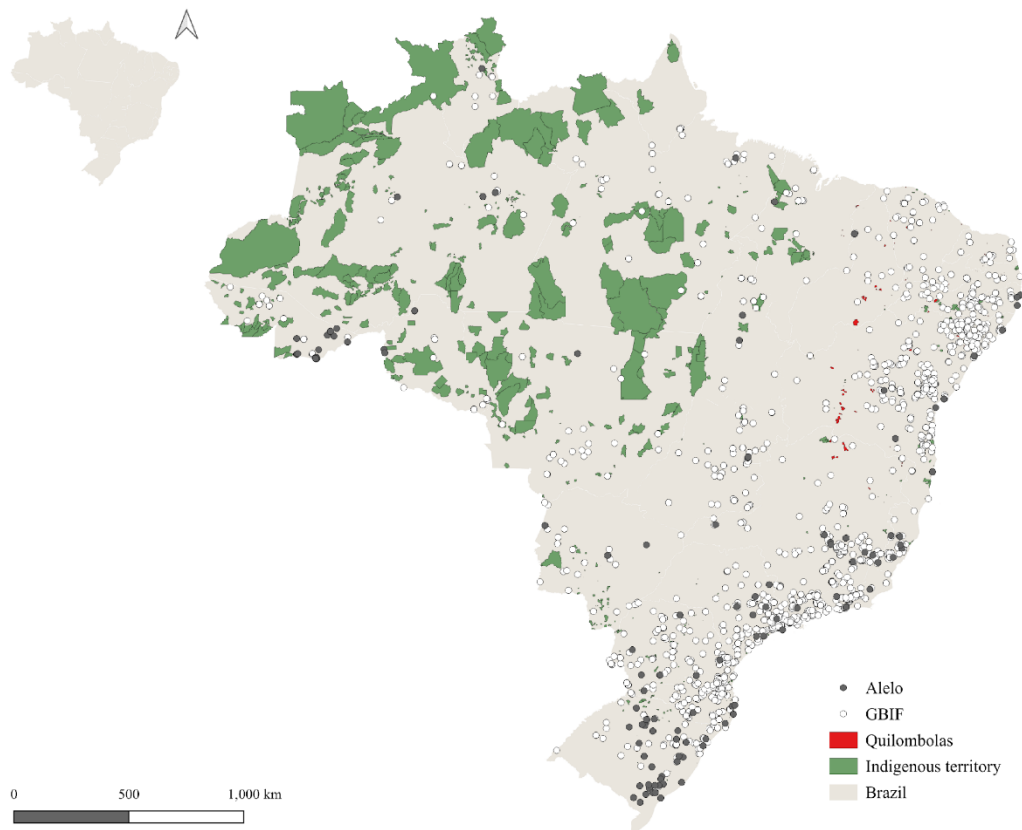 Alelo
GBIF
Quilombolas
Indigenous territory
Brazil
0 500 1,000 km